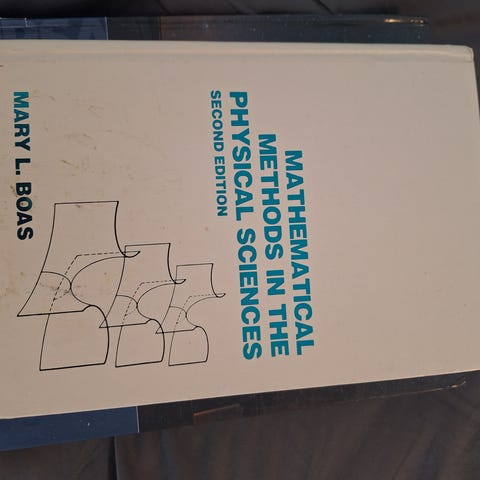 MATHEMATICAL
METHODS IN THE
PHYSICAL SCIENCES
SECOND EDITION
MARY L. BOAS